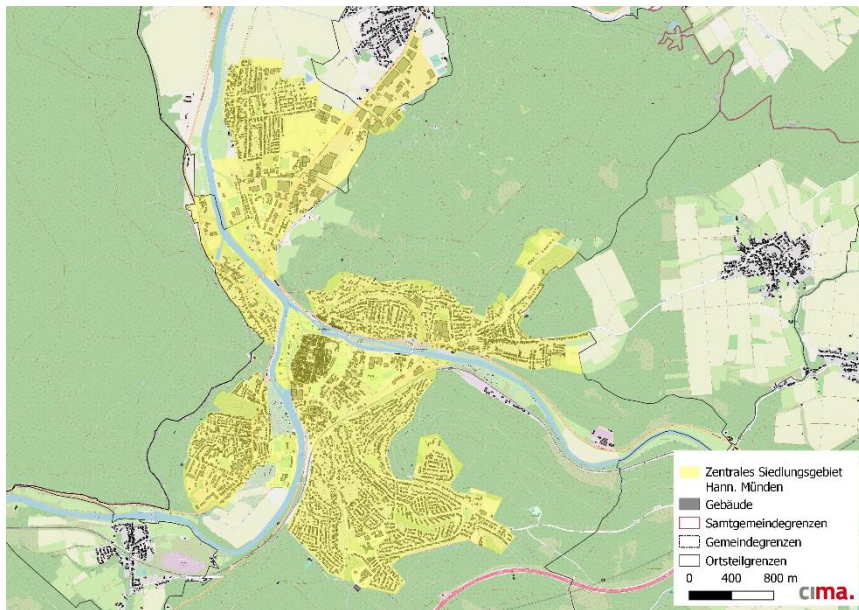 Zentrales Siedlungsgebiet
Hann. Münden
Gebäude
Samtgemeindegrenzen
Gemeindegrenzen
Ortsteilgrenzen
0 400 800 m
cima.